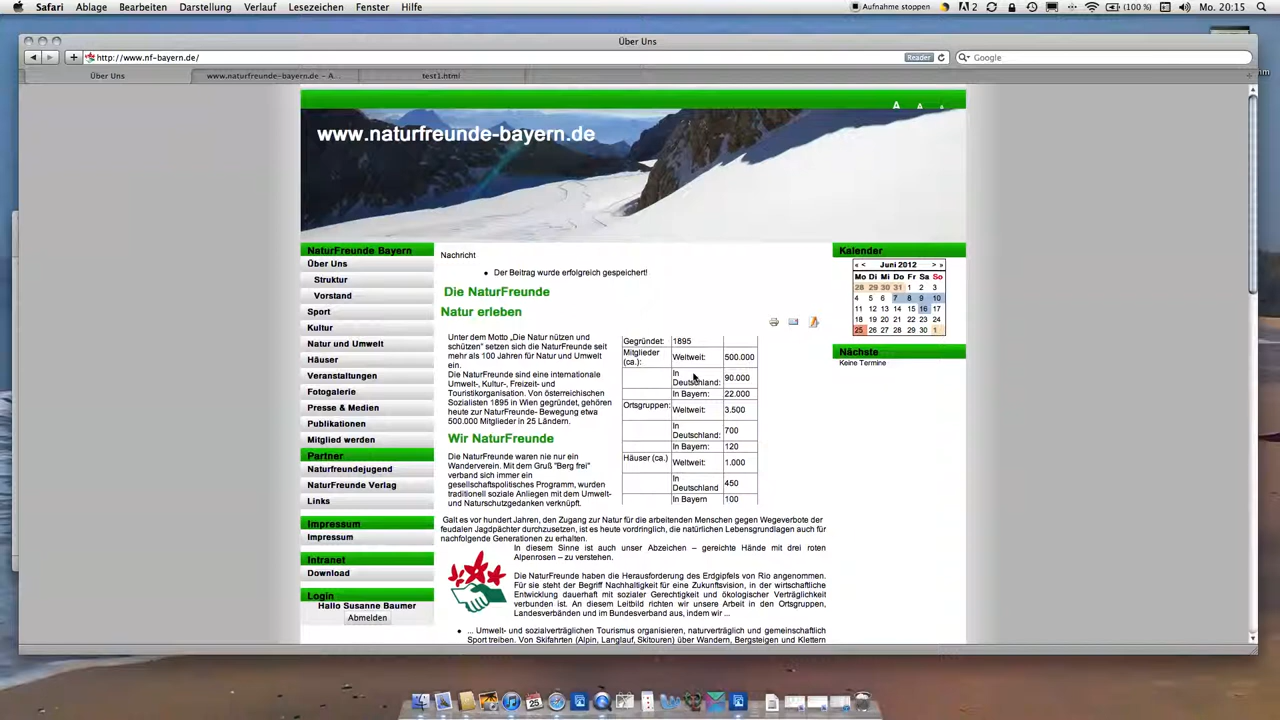 Safari Ablage Bearbeiten Darstellung Verlauf Lesezeichen Fenster Hilfe
Aufnahme stoppen 2 (100 %) Mo. 20:15
Über Uns
http://www.nf-bayern.de/ Reader Google
Über Uns www.naturfreunde-bayern.de – A... test1.html
A A A
www.naturfreunde-bayern.de
NaturFreunde Bayern
Über Uns
Struktur
Vorstand
Sport
Kultur
Natur und Umwelt
Häuser
Veranstaltungen
Fotogalerie
Presse & Medien
Publikationen
Mitglied werden
Partner
Naturfreundejugend
NaturFreunde Verlag
Links
Impressum
Impressum
Intranet
Download
Login
Hallo Susanne Baumer
Abmelden
Nachricht
Der Beitrag wurde erfolgreich gespeichert!
Die NaturFreunde
Natur erleben
Unter dem Motto „Die Natur nützen und
schützen" setzen sich die NaturFreunde seit
mehr als 100 Jahren für Natur und Umwelt
ein.
Die NaturFreunde sind eine internationale
Umwelt-, Kultur-, Freizeit- und
Touristikorganisation. Von österreichischen
Sozialisten 1895 in Wien gegründet, gehören
heute zur NaturFreunde- Bewegung etwa
500.000 Mitglieder in 25 Ländern.
Wir NaturFreunde
Die NaturFreunde waren nie nur ein
Wanderverein. Mit dem Gruß "Berg frei"
verband sich immer ein
gesellschaftspolitisches Programm, wurden
traditionell soziale Anliegen mit dem Umwelt-
und Naturschutzgedanken verknüpft.
Gegründet: 1895
Mitglieder (ca.): Weltweit: 500.000
In Deutschland: 90.000
In Bayern: 22.000
Ortsgruppen: Weltweit: 3.500
In Deutschland: 700
In Bayern: 120
Häuser (ca.) Weltweit: 1.000
In Deutschland 450
In Bayern 100
Galt es vor hundert Jahren, den Zugang zur Natur für die arbeitenden Menschen gegen Wegeverbote der
feudalen Jagdpächter durchzusetzen, ist es heute vordringlich, die natürlichen Lebensgrundlagen auch für
nachfolgende Generationen zu erhalten.
In diesem Sinne ist auch unser Abzeichen – gereichte Hände mit drei roten
Alpenrosen – zu verstehen.
Die NaturFreunde haben die Herausforderung des Erdgipfels von Rio angenommen.
Für sie steht der Begriff Nachhaltigkeit für eine Zukunftsvision, in der wirtschaftliche
Entwicklung dauerhaft mit sozialer Gerechtigkeit und ökologischer Verträglichkeit
verbunden ist. An diesem Leitbild richten wir unsere Arbeit in den Ortsgruppen,
Landesverbänden und im Bundesverband aus, indem wir ...
... Umwelt- und sozialverträglichen Tourismus organisieren, naturverträglich und gemeinschaftlich
Sport treiben. Von Skifahrten (Alpin, Langlauf, Skitouren) über Wandern, Bergsteigen und Klettern
Kalender
« < Juni 2012 > »
Mo Di Mi Do Fr Sa So
28 29 30 31 1 2 3
4 5 6 7 8 9 10
11 12 13 14 15 16 17
18 19 20 21 22 23 24
25 26 27 28 29 30 1
Nächste
Keine Termine